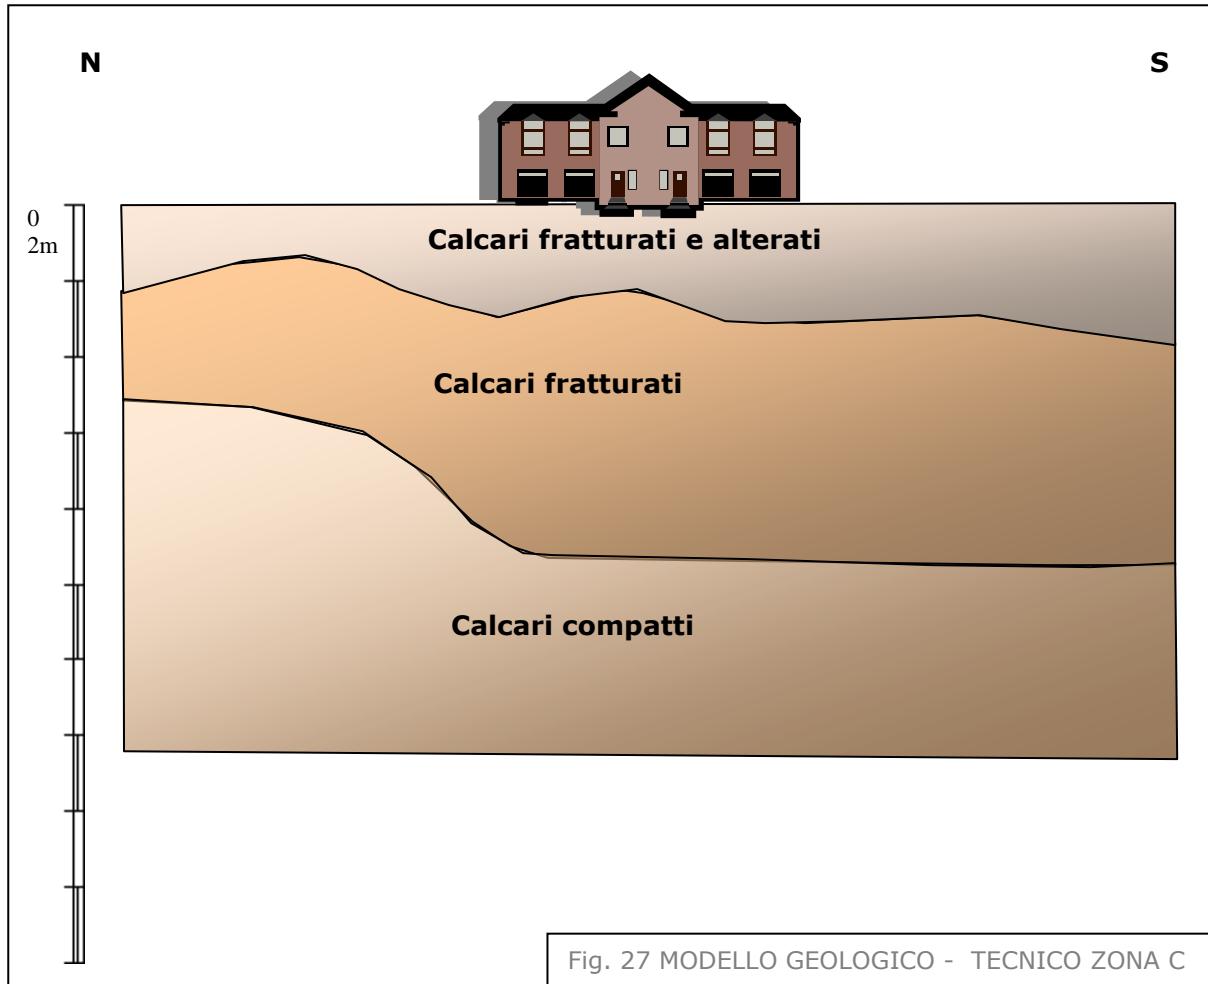 N
S
0
2m
Calcari fratturati e alterati
Calcari fratturati
Calcari compatti
Fig. 27 MODELLO GEOLOGICO - TECNICO ZONA C